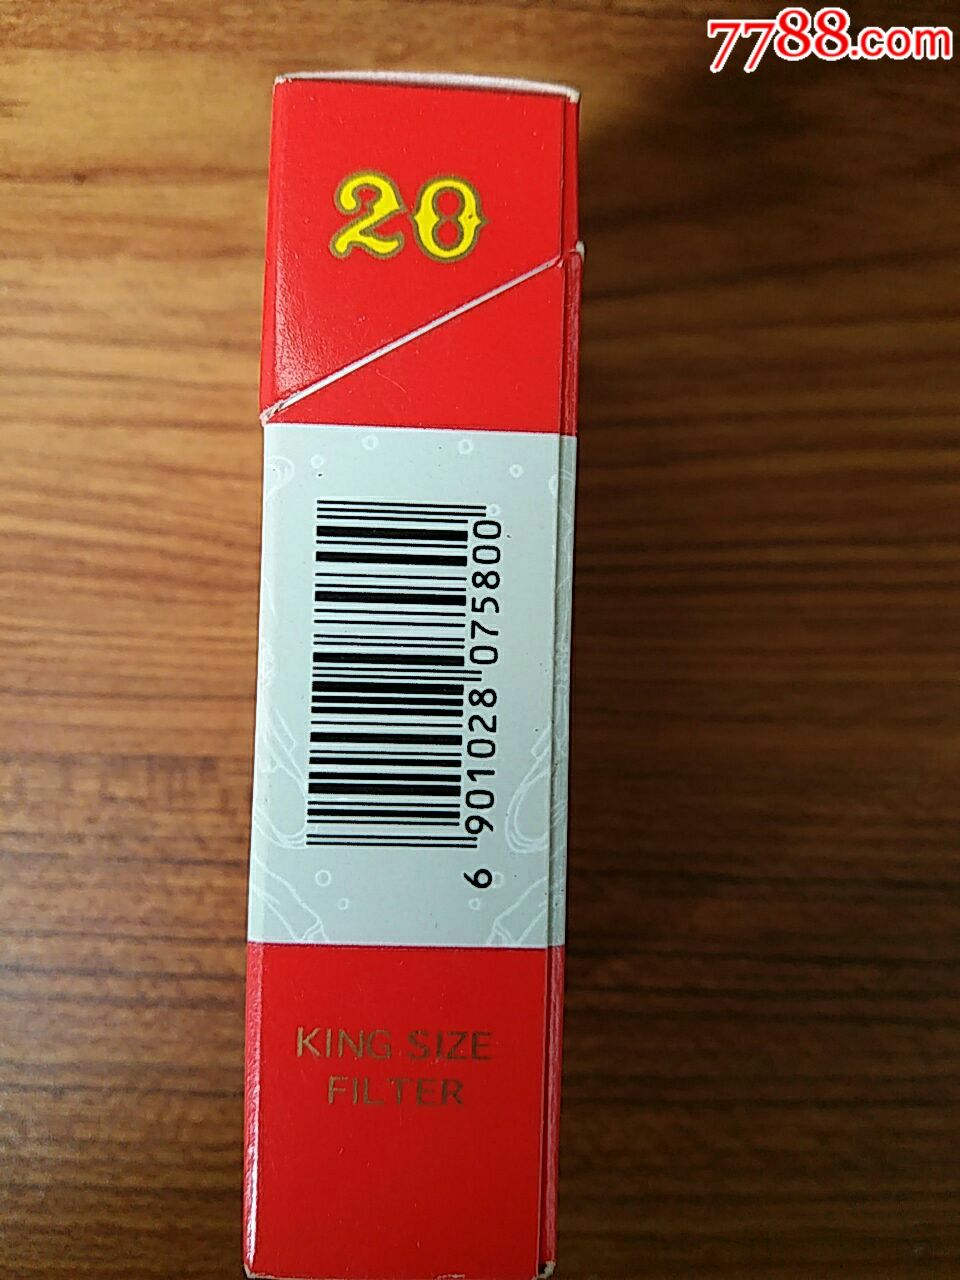 7788.com
20
6 901028 075800
KING SIZE
FILTER